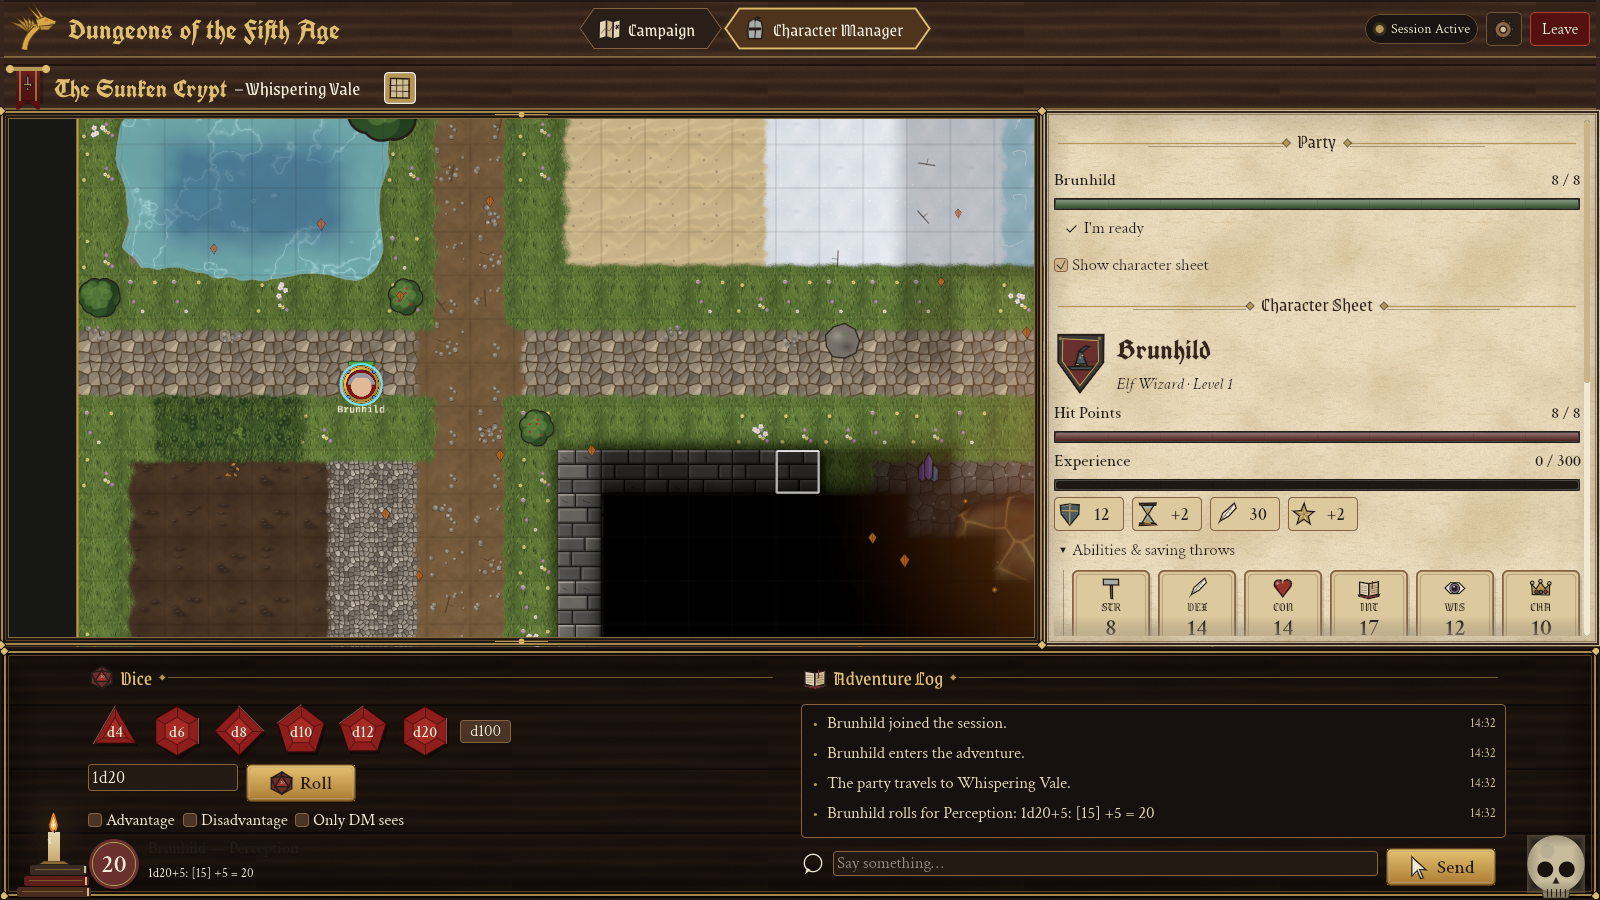 Dungeons of the Fifth Age
Campaign
Character Manager
Session Active
Leave
The Sunken Crypt – Whispering Vale
Brunhild
Party
Brunhild 8 / 8
I'm ready
Show character sheet
Character Sheet
Brunhild
Elf Wizard · Level 1
Hit Points 8 / 8
Experience 0 / 300
12 +2 30 +2
Abilities & saving throws
STR DEX CON INT WIS CHA
8 14 14 17 12 10
Dice
d4 d6 d8 d10 d12 d20 d100
1d20
Roll
Advantage Disadvantage Only DM sees
Brunhild — Perception
20
1d20+5: [15] +5 = 20
Adventure Log
Brunhild joined the session. 14:32
Brunhild enters the adventure. 14:32
The party travels to Whispering Vale. 14:32
Brunhild rolls for Perception: 1d20+5: [15] +5 = 20 14:32
Say something...
Send